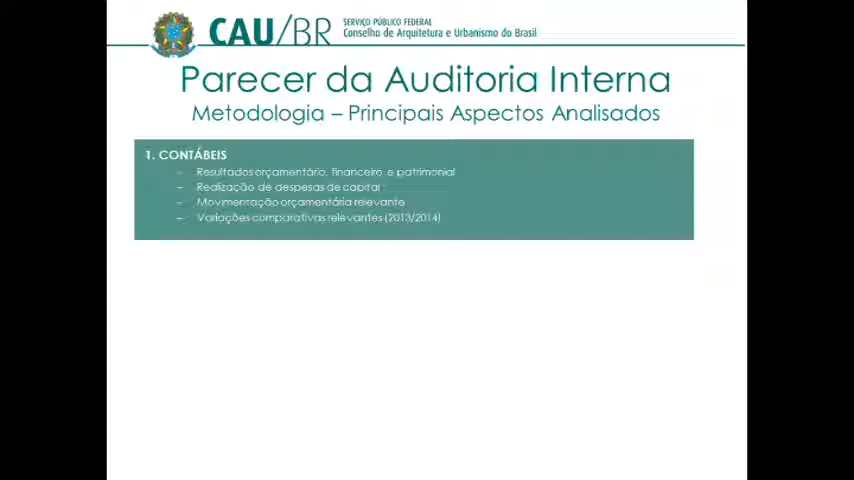 CAU/BR
SERVIÇO PÚBLICO FEDERAL
Conselho de Arquitetura e Urbanismo do Brasil
Parecer da Auditoria Interna
Metodologia – Principais Aspectos Analisados
1. CONTÁBEIS
– Resultados orçamentário, financeiro e patrimonial
– Realização de despesas de capital
– Movimentação orçamentária relevante
– Variações comparativas relevantes (2013/2014)